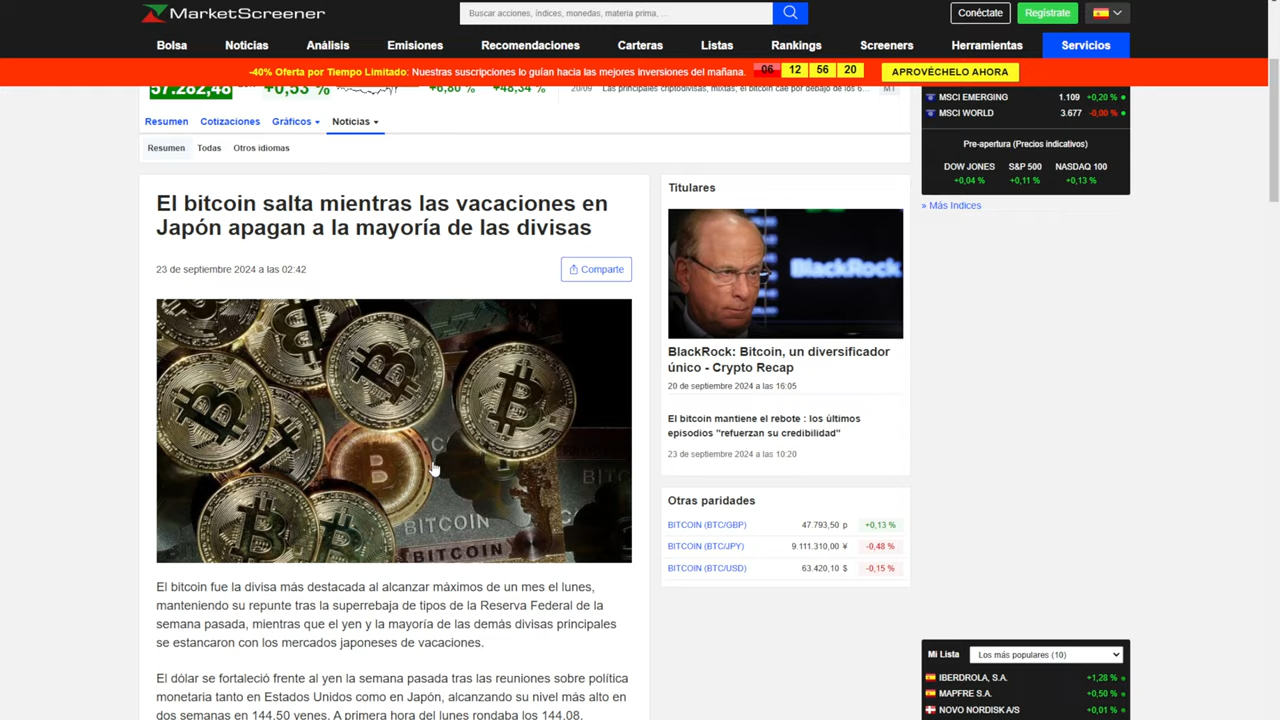 MarketScreener
Buscar acciones, índices, monedas, materia prima, ...
Conéctate
Regístrate
Bolsa
Noticias
Análisis
Emisiones
Recomendaciones
Carteras
Listas
Rankings
Screeners
Herramientas
Servicios
-40% Oferta por Tiempo Limitado: Nuestras suscripciones lo guían hacia las mejores inversiones del mañana.
06 12 56 20
APROVÉCHELO AHORA
57.282,48 +0,53 % +6,80 % +48,34 %
20/09 Las principales criptodivisas, mixtas; el bitcoin cae por debajo de los 6... MT
Resumen
Cotizaciones
Gráficos
Noticias
Resumen
Todas
Otros idiomas
El bitcoin salta mientras las vacaciones en
Japón apagan a la mayoría de las divisas
23 de septiembre 2024 a las 02:42
Comparte
BITCOIN
BITCOIN
El bitcoin fue la divisa más destacada al alcanzar máximos de un mes el lunes,
manteniendo su repunte tras la superrebaja de tipos de la Reserva Federal de la
semana pasada, mientras que el yen y la mayoría de las demás divisas principales
se estancaron con los mercados japoneses de vacaciones.
El dólar se fortaleció frente al yen la semana pasada tras las reuniones sobre política
monetaria tanto en Estados Unidos como en Japón, alcanzando su nivel más alto en
dos semanas en 144,50 yenes. A primera hora del lunes rondaba los 144,08.
Titulares
BlackRock
BlackRock: Bitcoin, un diversificador
único - Crypto Recap
20 de septiembre 2024 a las 16:05
El bitcoin mantiene el rebote : los últimos
episodios "refuerzan su credibilidad"
23 de septiembre 2024 a las 10:20
Otras paridades
BITCOIN (BTC/GBP) 47.793,50 p +0,13 %
BITCOIN (BTC/JPY) 9.111.310,00 ¥ -0,48 %
BITCOIN (BTC/USD) 63.420,10 $ -0,15 %
MSCI EMERGING 1.109 +0,20 %
MSCI WORLD 3.677 -0,00 %
Pre-apertura (Precios indicativos)
DOW JONES S&P 500 NASDAQ 100
+0,04 % +0,11 % +0,13 %
» Más Indices
Mi Lista
Los más populares (10)
IBERDROLA, S.A. +1,28 %
MAPFRE S.A. +0,50 %
NOVO NORDISK A/S +0,01 %